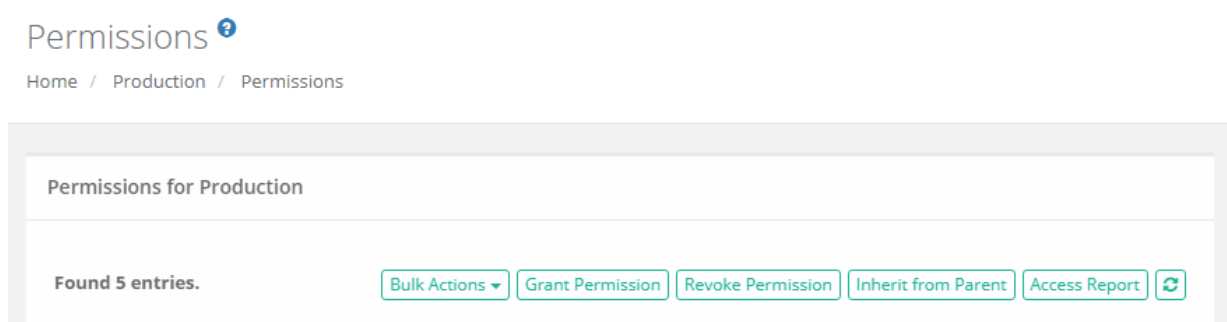 Permissions ?
Home / Production / Permissions
Permissions for Production
Found 5 entries. Bulk Actions Grant Permission Revoke Permission Inherit from Parent Access Report